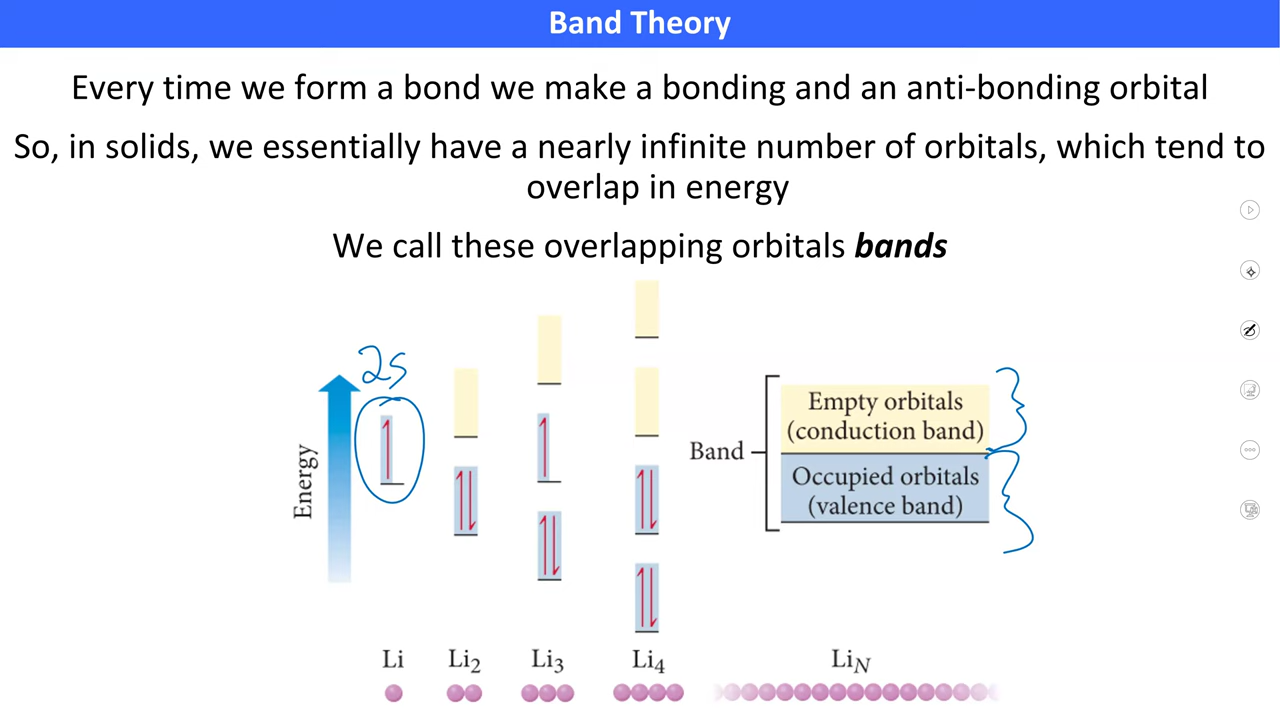 Band Theory
Every time we form a bond we make a bonding and an anti-bonding orbital
So, in solids, we essentially have a nearly infinite number of orbitals, which tend to
overlap in energy
We call these overlapping orbitals bands
2s
Energy
Band
Empty orbitals
(conduction band)
Occupied orbitals
(valence band)
Li
Li₂
Li₃
Li₄
Li_N